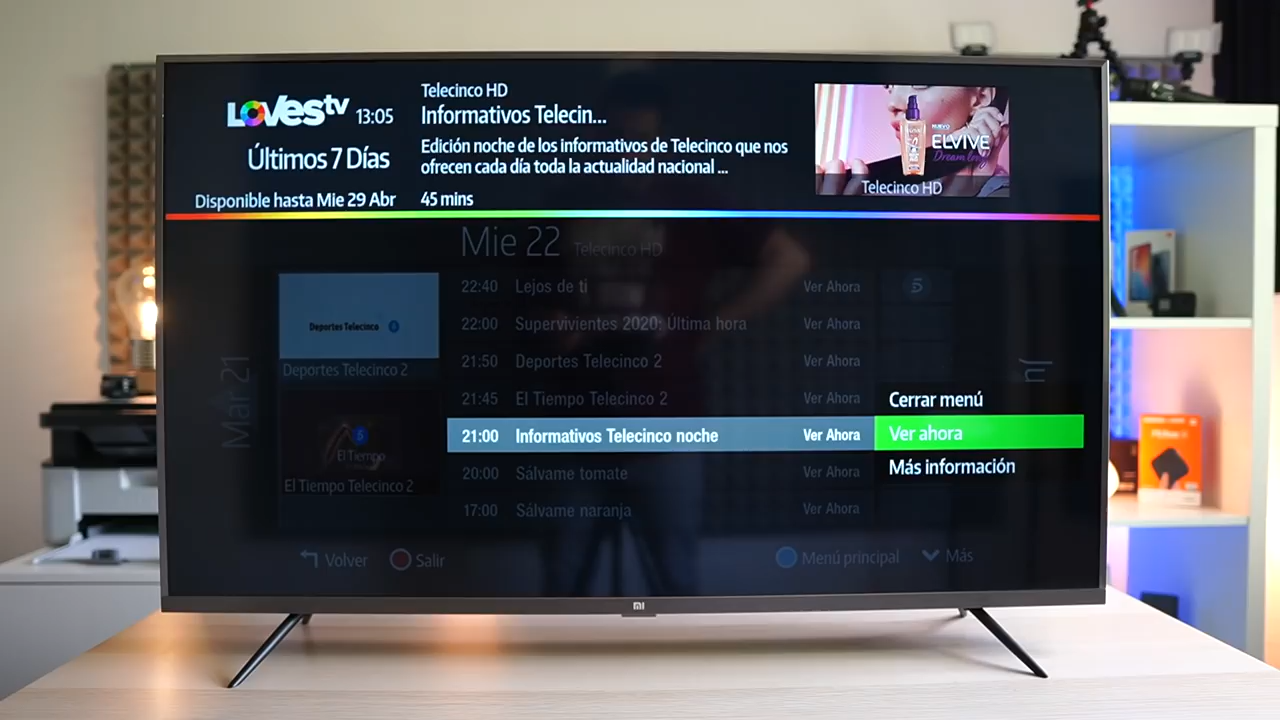 LOVEStv 13:05
Últimos 7 Días
Disponible hasta Mie 29 Abr
Telecinco HD
Informativos Telecin...
Edición noche de los informativos de Telecinco que nos
ofrecen cada día toda la actualidad nacional ...
45 mins
NUEVO
ELVIVE
Dream long
Telecinco HD
Mie 22 Telecinco HD
Mar 21
Deportes Telecinco 5
Deportes Telecinco 2
5
El Tiempo
El Tiempo Telecinco 2
22:40 Lejos de ti Ver Ahora
22:00 Supervivientes 2020: Última hora Ver Ahora
21:50 Deportes Telecinco 2 Ver Ahora
21:45 El Tiempo Telecinco 2 Ver Ahora
21:00 Informativos Telecinco noche Ver Ahora
20:00 Sálvame tomate Ver Ahora
17:00 Sálvame naranja Ver Ahora
5
Cerrar menú
Ver ahora
Más información
Volver Salir Menú principal Más
MI